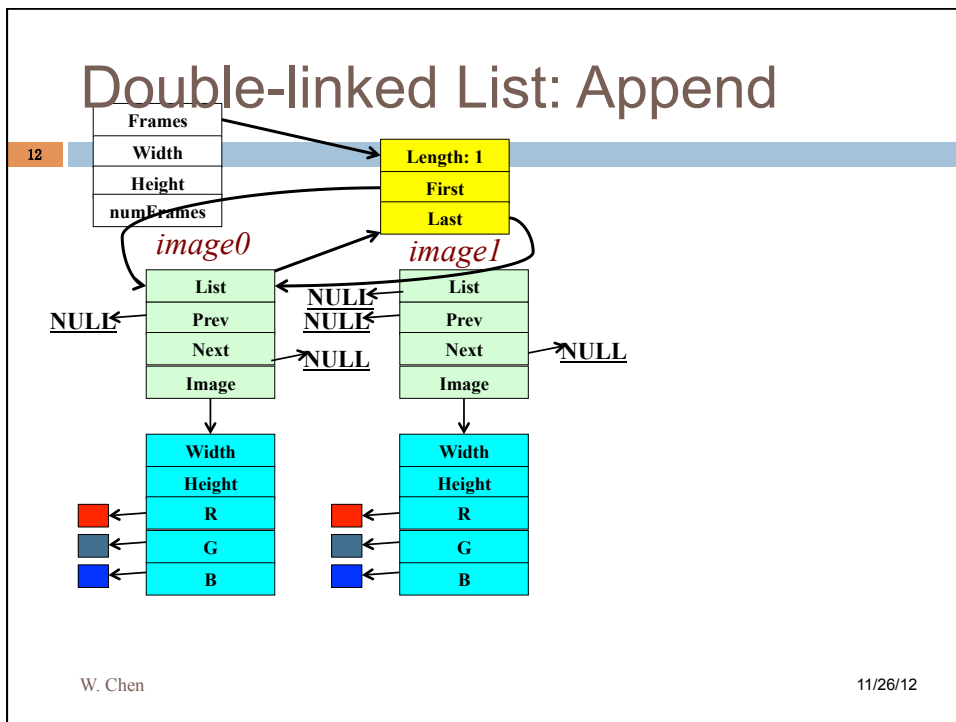 Double-linked List: Append
12
Frames
Width
Height
numFrames
Length: 1
First
Last
image0
image1
List
Prev
Next
Image
NULL
NULL
List
Prev
Next
Image
NULL
NULL
NULL
Width
Height
R
G
B
Width
Height
R
G
B
W. Chen
11/26/12